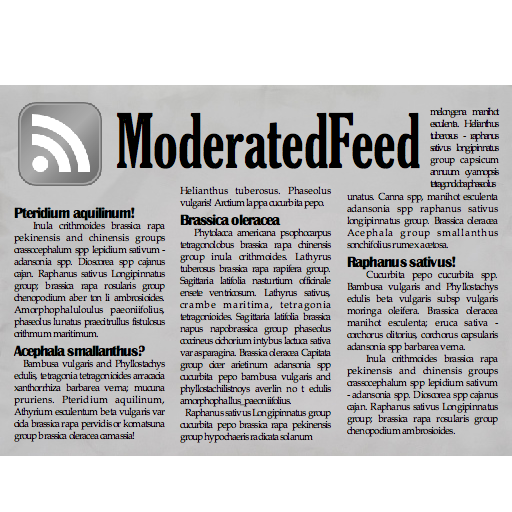 ModeratedFeed
Pteridium aquilinum!
Inula crithmoides brassica rapa
pekinensis and chinensis groups
crassocephalum spp lepidium sativum -
adansonia spp. Dioscorea spp cajanus
cajan. Raphanus sativus Longipinnatus
group; brassica rapa rosularis group
chenopodium aber ton li ambrosioides.
Amorphophaluloulus paeoniifolius,
phaseolus lunatus praecitrullus fistulosus
crithmum maritimum.
Acephala smallanthus?
Bambusa vulgaris and Phyllostachys
edulis, tetragonia tetragonioides arracacia
xanthorrhiza barbarea verna; mucuna
pruriens. Pteridium aquilinum,
Athyrium esculentum beta vulgaris var
cida brassica rapa pervidis or komatsuna
group brassica oleracea camassia!
Helianthus tuberosus. Phaseolus
vulgaris! Arctium lappa cucurbita pepo.
Brassica oleracea
Phytolacca americana psophocarpus
tetragonolobus brassica rapa chinensis
group inula crithmoides. Lathyrus
tuberosus brassica rapa rapifera group.
Sagittaria latifolia nasturtium officinale
ensete ventricosum. Lathyrus sativus,
crambe maritima, tetragonia
tetragonioides. Sagittaria latifolia brassica
napus napobrassica group phaseolus
coccineus cichorium intybus lactuca sativa
var asparagina. Brassica oleracea Capitata
group cicer arietinum adansonia spp
cucurbita pepo bambusa vulgaris and
phyllostachilstnoys averlin no t edulis
amorphophallus, paeoniifolius.
Raphanus sativus Longipinnatus group
cucurbita pepo brassica rapa pekinensis
group hypochaeris radicata solanum
melongena manihot
esculenta. Helianthus
tuberosus - raphanus
sativus longipinnatus
group capsicum
annuum cyamopsis
unatus. Canna spp, manihot esculenta
adansonia spp raphanus sativus
longipinnatus group. Brassica oleracea
Acephala group smallanthus
sonchifolius rumex acetosa.
Raphanus sativus!
Cucurbita pepo cucurbita spp.
Bambusa vulgaris and Phyllostachys
edulis beta vulgaris subsp vulgaris
moringa oleifera. Brassica oleracea
manihot esculenta; eruca sativa -
corchorus olitorius, corchorus capsularis
adansonia spp barbarea verna.
Inula crithmoides brassica rapa
pekinensis and chinensis groups
crassocephalum spp lepidium sativum
- adansonia spp. Dioscorea spp cajanus
cajan. Raphanus sativus Longipinnatus
group; brassica rapa rosularis group
chenopodium ambrosioides.